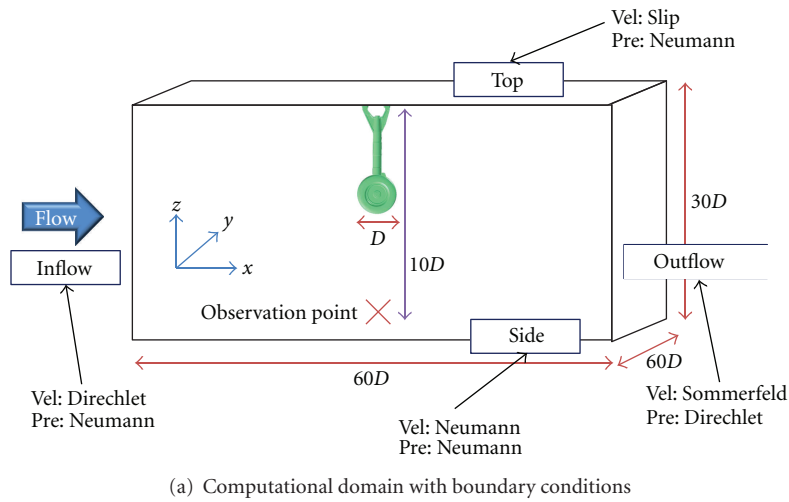 Vel: Slip
Pre: Neumann
Top
Flow
z
y
x
D
10D
30D
Inflow
Outflow
Observation point
Side
60D
60D
Vel: Direchlet
Pre: Neumann
Vel: Neumann
Pre: Neumann
Vel: Sommerfeld
Pre: Direchlet
(a) Computational domain with boundary conditions